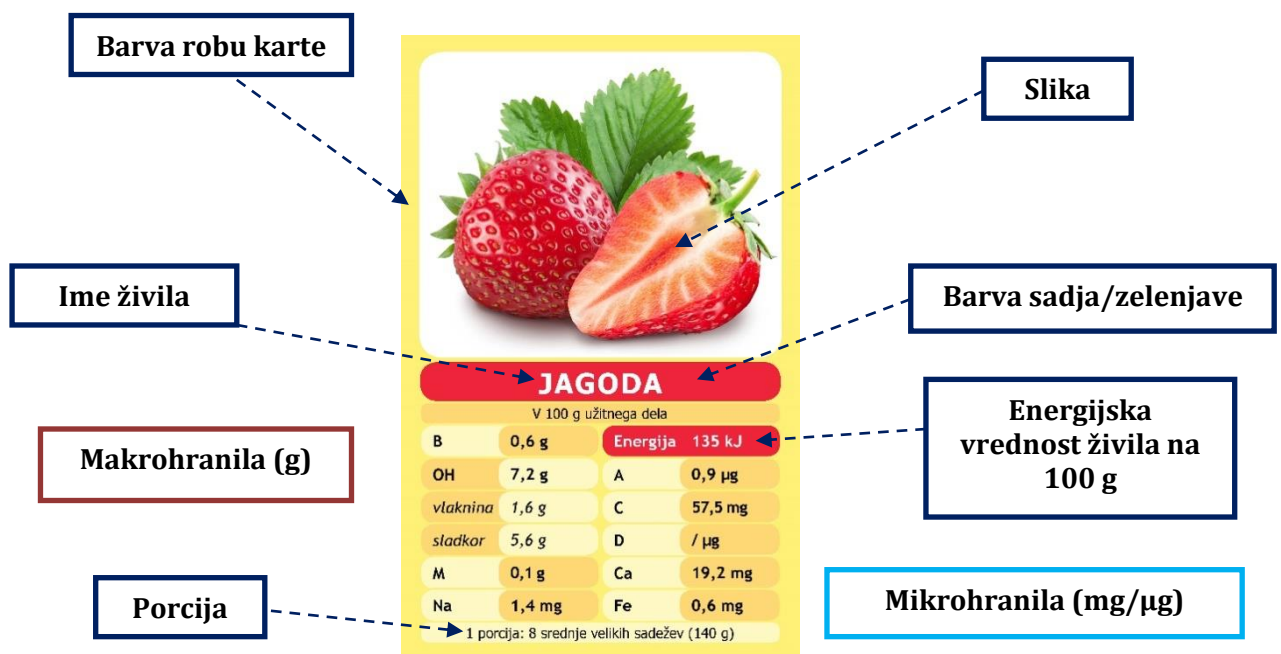 Barva robu karte
Slika
Ime živila
Barva sadja/zelenjave
JAGODA
V 100 g užitnega dela
B 0,6 g Energija 135 kJ
OH 7,2 g A 0,9 µg
vlaknina 1,6 g C 57,5 mg
sladkor 5,6 g D / µg
M 0,1 g Ca 19,2 mg
Na 1,4 mg Fe 0,6 mg
1 porcija: 8 srednje velikih sadežev (140 g)
Makrohranila (g)
Energijska
vrednost živila na
100 g
Porcija
Mikrohranila (mg/µg)